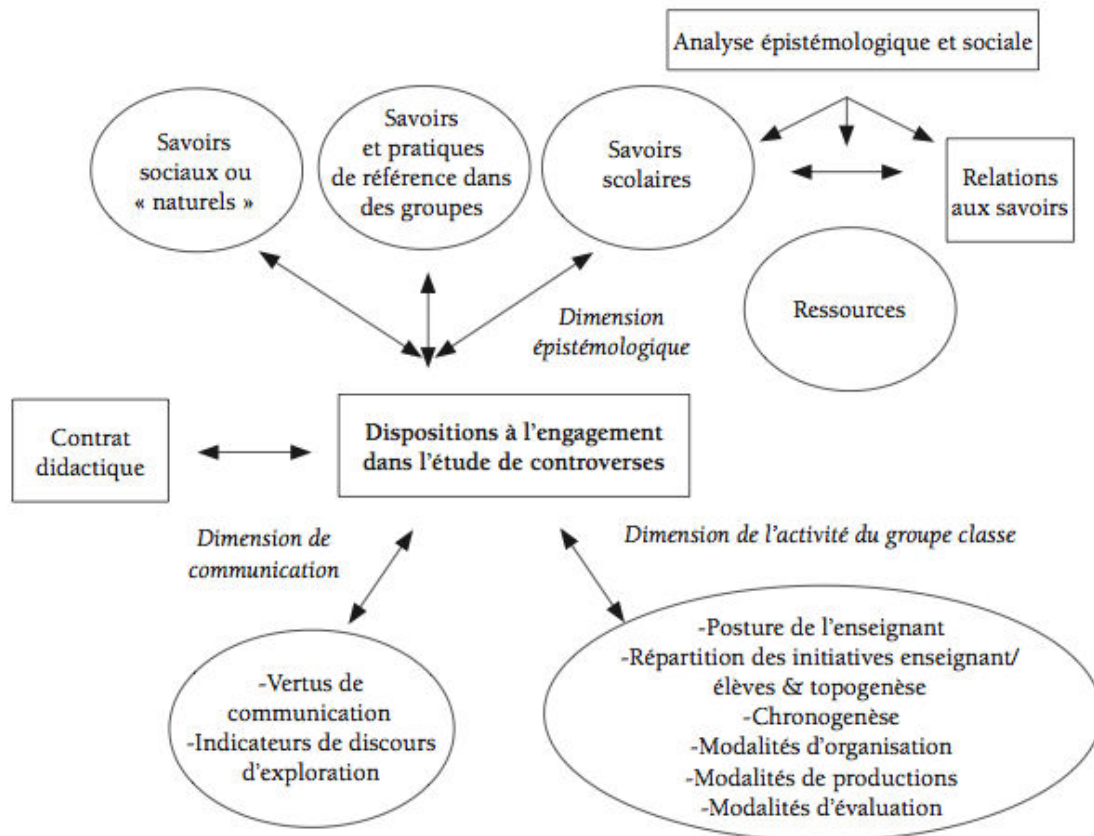 Analyse épistémologique et sociale
Savoirs
sociaux ou
« naturels »
Savoirs
et pratiques
de référence dans
des groupes
Savoirs
scolaires
Relations
aux savoirs
Ressources
Dimension
épistémologique
Contrat
didactique
Dispositions à l'engagement
dans l'étude de controverses
Dimension de
communication
Dimension de l'activité du groupe classe
-Vertus de
communication
-Indicateurs de discours
d'exploration
-Posture de l'enseignant
-Répartition des initiatives enseignant/
élèves & topogenèse
-Chronogenèse
-Modalités d'organisation
-Modalités de productions
-Modalités d'évaluation